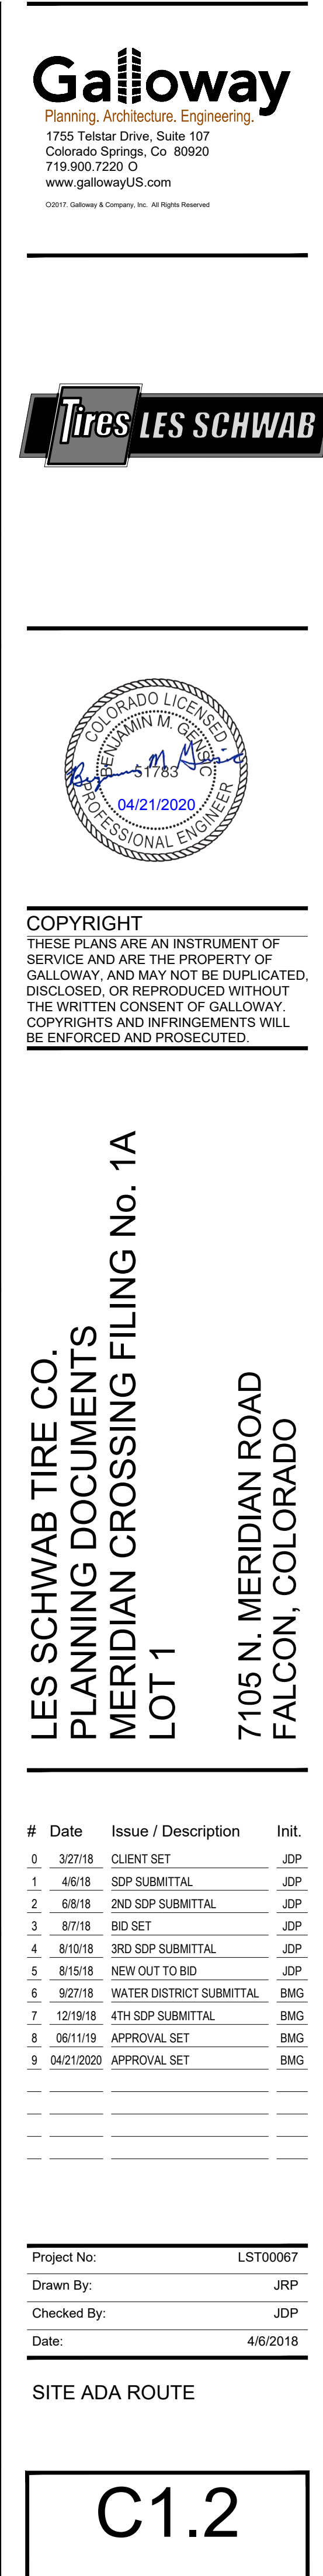 Galloway
Planning. Architecture. Engineering.
1755 Telstar Drive, Suite 107
Colorado Springs, Co 80920
719.900.7220 O
www.gallowayUS.com
©2017. Galloway & Company, Inc. All Rights Reserved
Tires LES SCHWAB
COLORADO LICENSED
BENJAMIN M. GENSIC
51783
04/21/2020
PROFESSIONAL ENGINEER
COPYRIGHT
THESE PLANS ARE AN INSTRUMENT OF
SERVICE AND ARE THE PROPERTY OF
GALLOWAY, AND MAY NOT BE DUPLICATED,
DISCLOSED, OR REPRODUCED WITHOUT
THE WRITTEN CONSENT OF GALLOWAY.
COPYRIGHTS AND INFRINGEMENTS WILL
BE ENFORCED AND PROSECUTED.
LES SCHWAB TIRE CO.
PLANNING DOCUMENTS
MERIDIAN CROSSING FILING No. 1A
LOT 1
7105 N. MERIDIAN ROAD
FALCON, COLORADO
# Date Issue / Description Init.
0 3/27/18 CLIENT SET JDP
1 4/6/18 SDP SUBMITTAL JDP
2 6/8/18 2ND SDP SUBMITTAL JDP
3 8/7/18 BID SET JDP
4 8/10/18 3RD SDP SUBMITTAL JDP
5 8/15/18 NEW OUT TO BID JDP
6 9/27/18 WATER DISTRICT SUBMITTAL BMG
7 12/19/18 4TH SDP SUBMITTAL BMG
8 06/11/19 APPROVAL SET BMG
9 04/21/2020 APPROVAL SET BMG
Project No: LST00067
Drawn By: JRP
Checked By: JDP
Date: 4/6/2018
SITE ADA ROUTE
C1.2